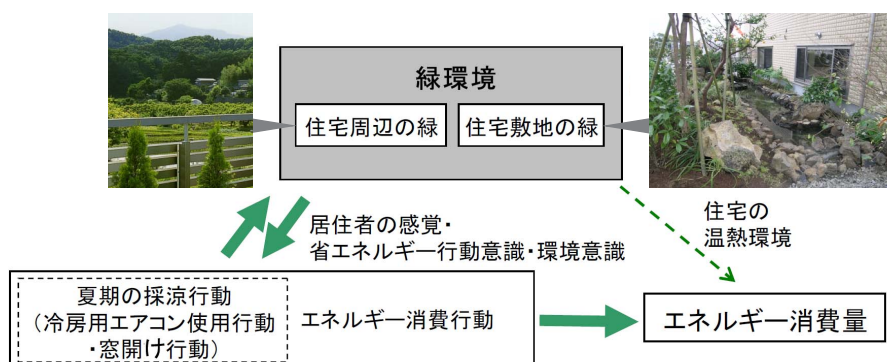 緑環境
住宅周辺の緑
住宅敷地の緑
居住者の感覚・
省エネルギー行動意識・環境意識
住宅の
温熱環境
夏期の採涼行動
（冷房用エアコン使用行動
・窓開け行動）
エネルギー消費行動
エネルギー消費量